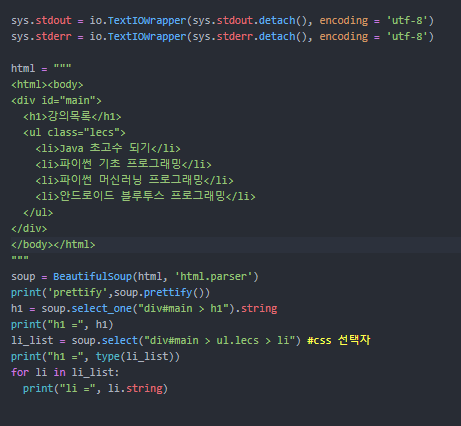 sys.stdout = io.TextIOWrapper(sys.stdout.detach(), encoding = 'utf-8')
sys.stderr = io.TextIOWrapper(sys.stderr.detach(), encoding = 'utf-8')

html = """
<html><body>
<div id="main">
  <h1>강의목록</h1>
  <ul class="lecs">
    <li>Java 초고수 되기</li>
    <li>파이썬 기초 프로그래밍</li>
    <li>파이썬 머신러닝 프로그래밍</li>
    <li>안드로이드 블루투스 프로그래밍</li>
  </ul>
</div>
</body></html>
"""
soup = BeautifulSoup(html, 'html.parser')
print('prettify',soup.prettify())
h1 = soup.select_one("div#main > h1").string
print("h1 =", h1)
li_list = soup.select("div#main > ul.lecs > li") #css 선택자
print("h1 =", type(li_list))
for li in li_list:
  print("li =", li.string)